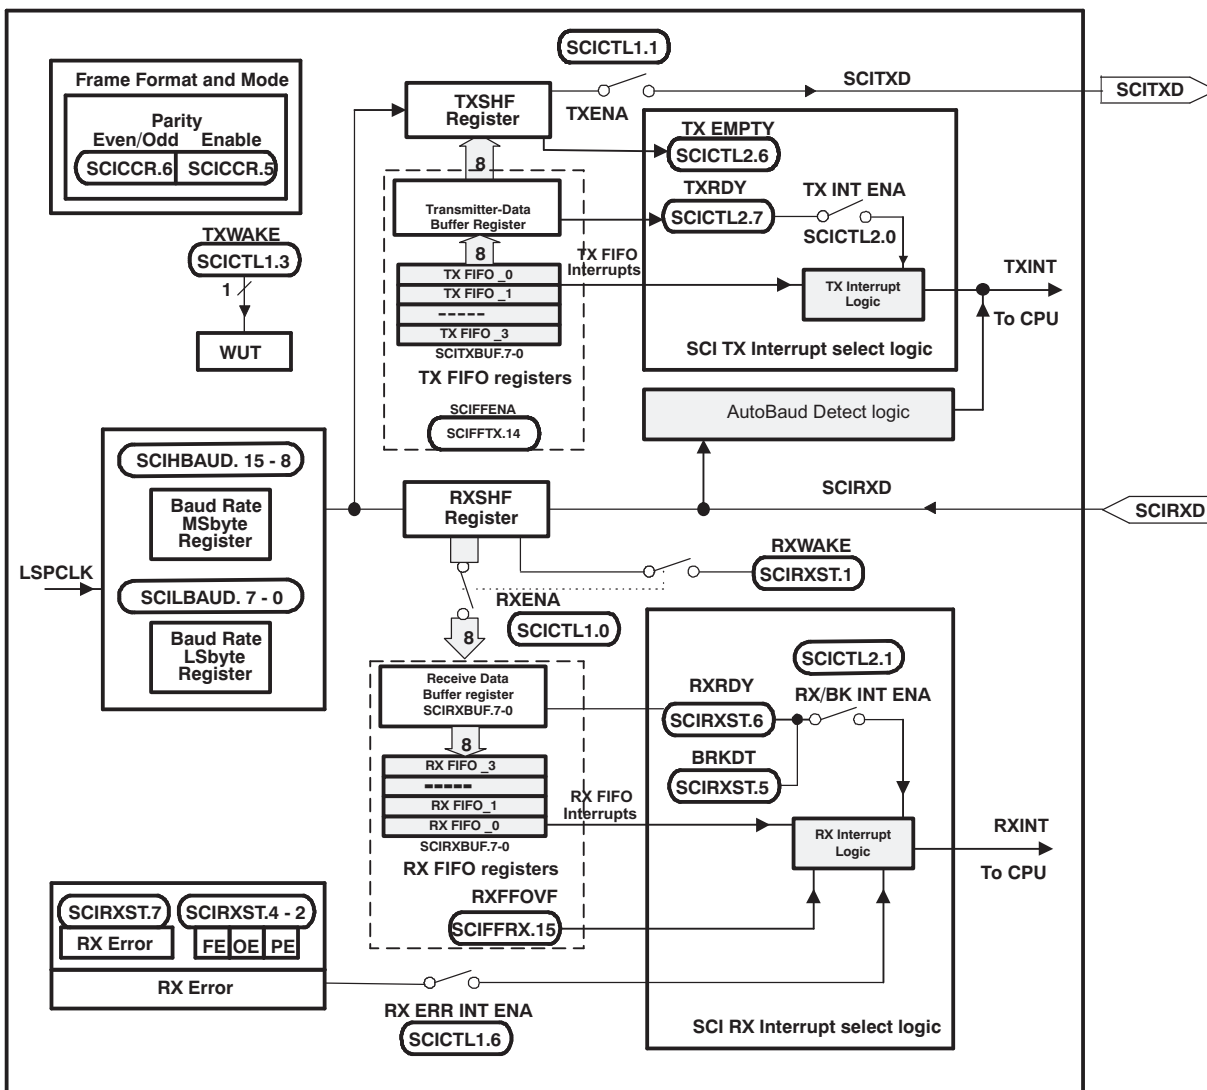 SCICTL1.1
Frame Format and Mode
Parity
Even/Odd Enable
SCICCR.6 SCICCR.5
TXSHF
Register
TXENA
SCITXD
SCITXD
TX EMPTY
SCICTL2.6
8
TXRDY
SCICTL2.7
TX INT ENA
SCICTL2.0
Transmitter-Data
Buffer Register
8
TX FIFO
Interrupts
TX FIFO _0
TX FIFO _1
-----
TX FIFO _3
SCITXBUF.7-0
TX FIFO registers
SCIFFENA
SCIFFTX.14
TX Interrupt
Logic
TXINT
To CPU
SCI TX Interrupt select logic
TXWAKE
SCICTL1.3
1
WUT
AutoBaud Detect logic
SCIHBAUD. 15 - 8
Baud Rate
MSbyte
Register
LSPCLK
SCILBAUD. 7 - 0
Baud Rate
LSbyte
Register
RXSHF
Register
SCIRXD
SCIRXD
RXWAKE
SCIRXST.1
RXENA
SCICTL1.0
8
Receive Data
Buffer register
SCIRXBUF.7-0
8
RX FIFO _3
-----
RX FIFO_1
RX FIFO _0
SCIRXBUF.7-0
RX FIFO registers
RX FIFO
Interrupts
SCICTL2.1
RXRDY
RX/BK INT ENA
SCIRXST.6
BRKDT
SCIRXST.5
RX Interrupt
Logic
RXINT
To CPU
RXFFOVF
SCIFFRX.15
SCIRXST.7 SCIRXST.4 - 2
RX Error FE OE PE
RX Error
RX ERR INT ENA
SCICTL1.6
SCI RX Interrupt select logic